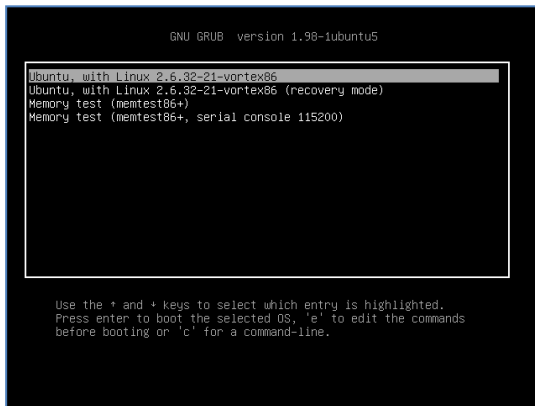 GNU GRUB version 1.98-1ubuntu5
Ubuntu, with Linux 2.6.32-21-vortex86
Ubuntu, with Linux 2.6.32-21-vortex86 (recovery mode)
Memory test (memtest86+)
Memory test (memtest86+, serial console 115200)
Use the ↑ and ↓ keys to select which entry is highlighted.
Press enter to boot the selected OS, 'e' to edit the commands
before booting or 'c' for a command-line.